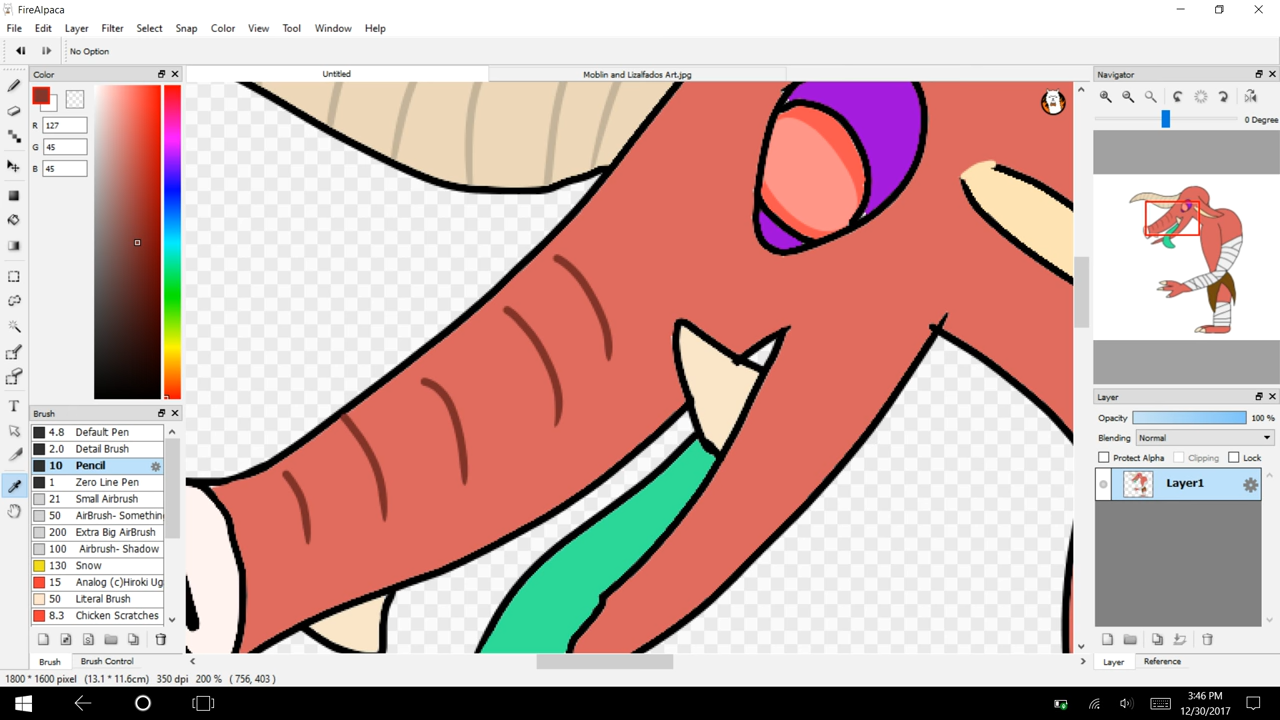 FireAlpaca
File Edit Layer Filter Select Snap Color View Tool Window Help
No Option
Color
Untitled
Moblin and Lizalfados Art.jpg
Navigator
R 127
G 45
B 45
0 Degree
Brush
4.8 Default Pen
2.0 Detail Brush
10 Pencil
1 Zero Line Pen
21 Small Airbrush
50 AirBrush- Something
200 Extra Big AirBrush
100 Airbrush- Shadow
130 Snow
15 Analog (c)Hiroki Ug
50 Literal Brush
8.3 Chicken Scratches
Brush Brush Control
Layer
Opacity 100 %
Blending Normal
Protect Alpha Clipping Lock
Layer1
Layer Reference
1800 * 1600 pixel (13.1 * 11.6cm) 350 dpi 200 % ( 756, 403 )
3:46 PM
12/30/2017